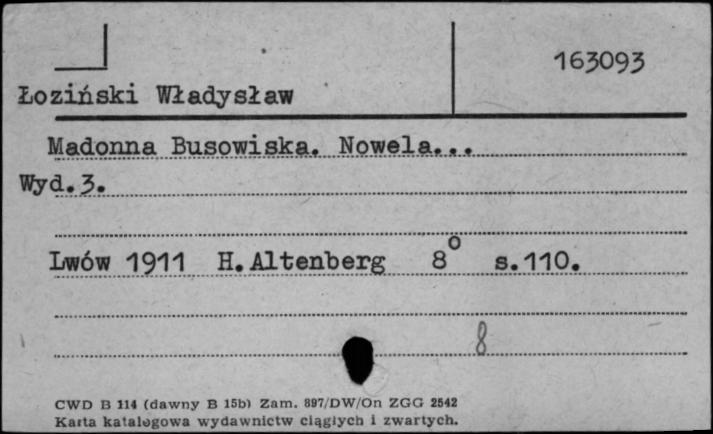 163093
Łoziński Władysław
Madonna Busowiska. Nowela...
Wyd.3.
Lwów 1911 H.Altenberg 8° s.110.
8
CWD B 114 (dawny B 15b) Zam. 897/DW/On ZGG 2542
Karta katalogowa wydawnictw ciągłych i zwartych.